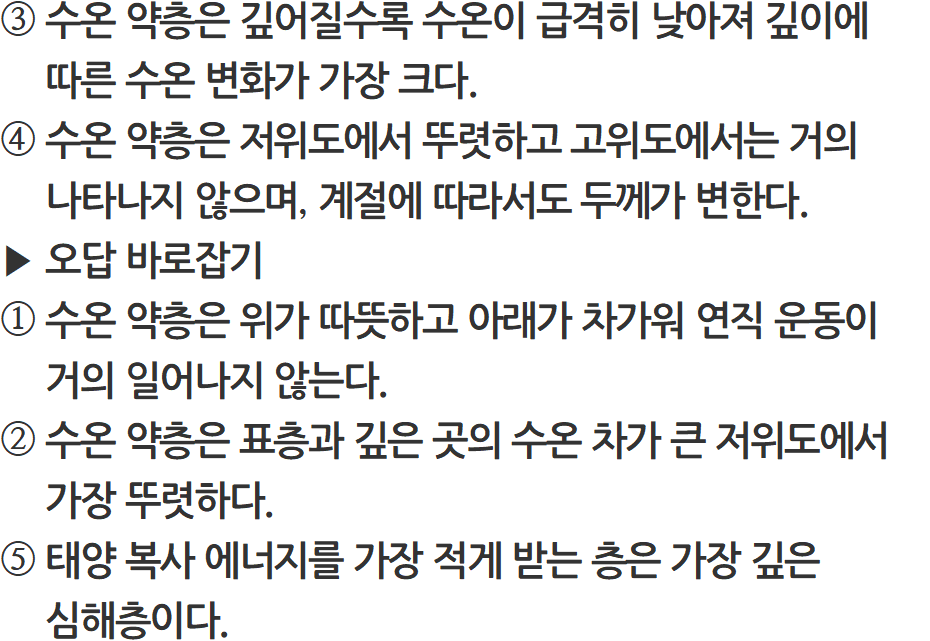 ③ 수온 약층은 깊어질수록 수온이 급격히 낮아져 깊이에
따른 수온 변화가 가장 크다.
④ 수온 약층은 저위도에서 뚜렷하고 고위도에서는 거의
나타나지 않으며, 계절에 따라서도 두께가 변한다.
▶ 오답 바로잡기
① 수온 약층은 위가 따뜻하고 아래가 차가워 연직 운동이
거의 일어나지 않는다.
② 수온 약층은 표층과 깊은 곳의 수온 차가 큰 저위도에서
가장 뚜렷하다.
⑤ 태양 복사 에너지를 가장 적게 받는 층은 가장 깊은
심해층이다.